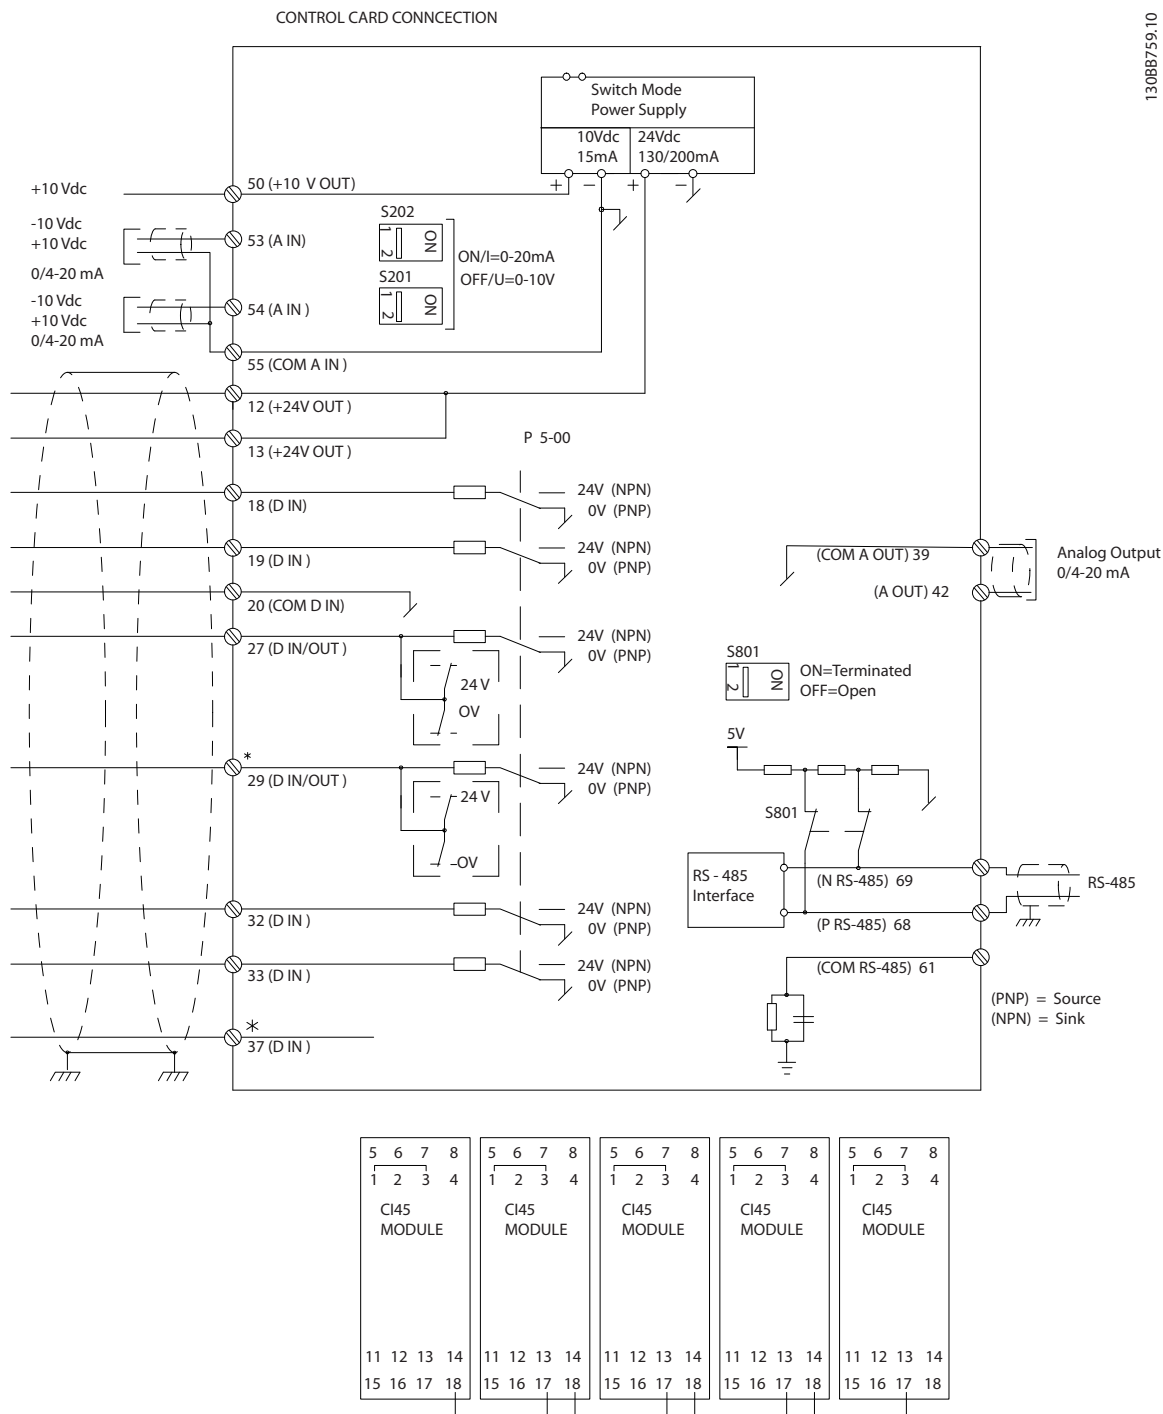 CONTROL CARD CONNCECTION
130BB759.10
Switch Mode
Power Supply
10Vdc
15mA
24Vdc
130/200mA
+ - + -
+10 Vdc
50 (+10 V OUT)
-10 Vdc
+10 Vdc
0/4-20 mA
53 (A IN)
S202
1 2 ON
ON/I=0-20mA
OFF/U=0-10V
S201
1 2 ON
-10 Vdc
+10 Vdc
0/4-20 mA
54 (A IN )
55 (COM A IN )
12 (+24V OUT )
13 (+24V OUT )
P 5-00
18 (D IN)
24V (NPN)
0V (PNP)
19 (D IN )
24V (NPN)
0V (PNP)
20 (COM D IN)
27 (D IN/OUT )
24V (NPN)
0V (PNP)
24 V
OV
*
29 (D IN/OUT )
24V (NPN)
0V (PNP)
24 V
OV
32 (D IN )
24V (NPN)
0V (PNP)
33 (D IN )
24V (NPN)
0V (PNP)
*
37 (D IN )
(COM A OUT) 39
(A OUT) 42
Analog Output
0/4-20 mA
S801
1 2 ON
ON=Terminated
OFF=Open
5V
S801
RS - 485
Interface
(N RS-485) 69
(P RS-485) 68
RS-485
(COM RS-485) 61
(PNP) = Source
(NPN) = Sink
5 6 7 8 5 6 7 8 5 6 7 8 5 6 7 8 5 6 7 8
1 2 3 4 1 2 3 4 1 2 3 4 1 2 3 4 1 2 3 4
CI45 CI45 CI45 CI45 CI45
MODULE MODULE MODULE MODULE MODULE
11 12 13 14 11 12 13 14 11 12 13 14 11 12 13 14 11 12 13 14
15 16 17 18 15 16 17 18 15 16 17 18 15 16 17 18 15 16 17 18